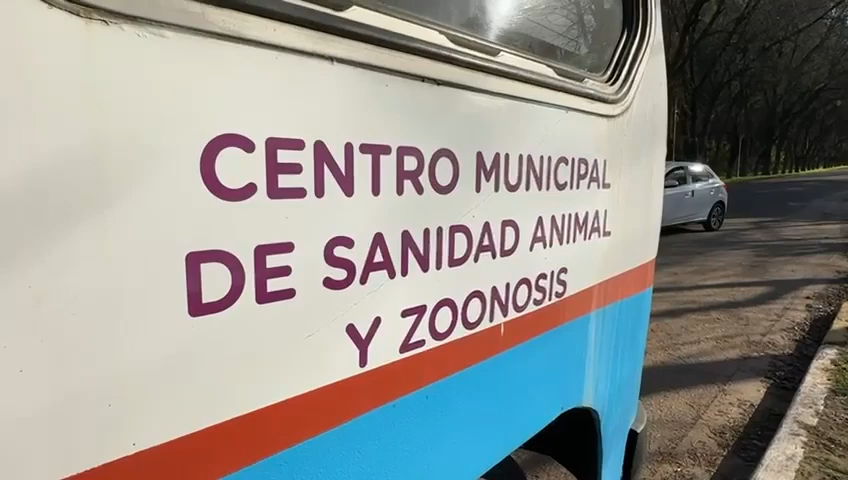 CENTRO MUNICIPAL
DE SANIDAD ANIMAL
Y ZOONOSIS